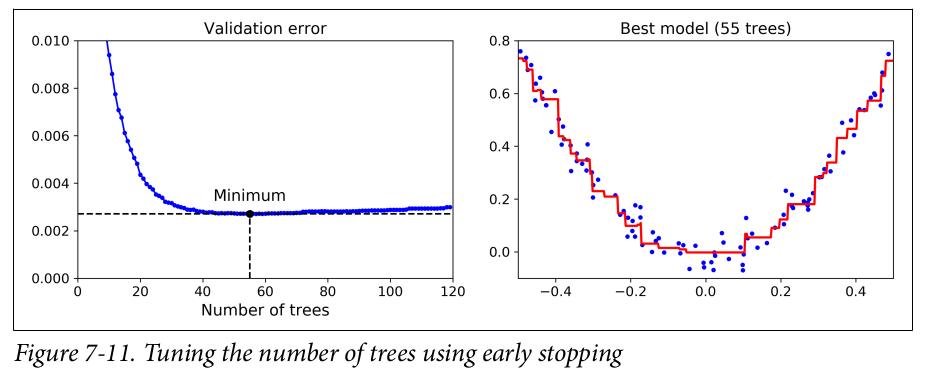 Validation error
0.010
0.008
0.006
0.004
0.002
0.000
Minimum
0 20 40 60 80 100 120
Number of trees
Best model (55 trees)
0.8
0.6
0.4
0.2
0.0
−0.4 −0.2 0.0 0.2 0.4
Figure 7-11. Tuning the number of trees using early stopping